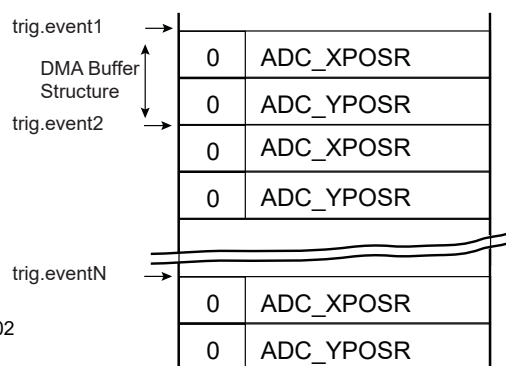 trig.event1
0 ADC_XPOSR
DMA Buffer
Structure
0 ADC_YPOSR
trig.event2
0 ADC_XPOSR
0 ADC_YPOSR
trig.eventN
0 ADC_XPOSR
02
0 ADC_YPOSR